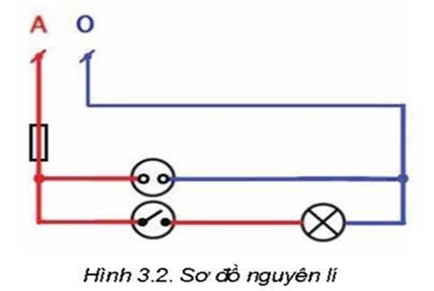 A O
Hình 3.2. Sơ đồ nguyên lí